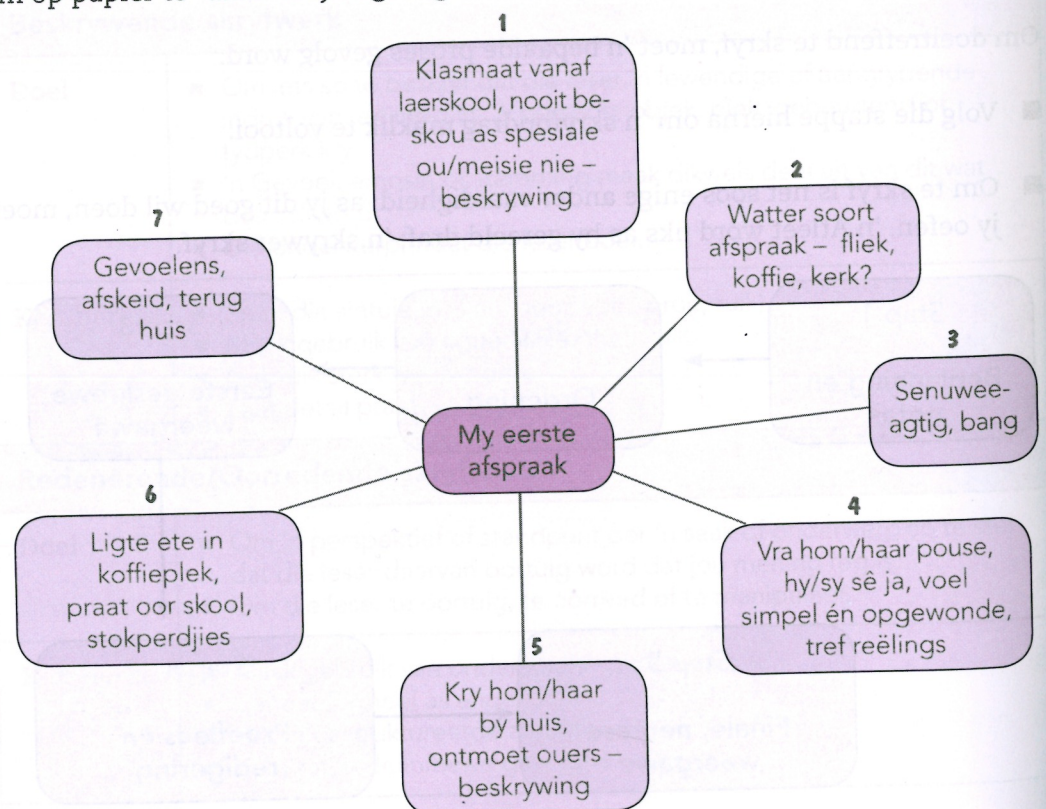 1
Klasmaat vanaf
laerskool, nooit be-
skou as spesiale
ou/meisie nie –
beskrywing
2
Watter soort
afspraak – fliek,
koffie, kerk?
3
Senuwee-
agtig, bang
4
Vra hom/haar pouse,
hy/sy sê ja, voel
simpel én opgewonde,
tref reëlings
5
Kry hom/haar
by huis,
ontmoet ouers –
beskrywing
6
Ligte ete in
koffieplek,
praat oor skool,
stokperdjies
7
Gevoelens,
afskeid, terug
huis
My eerste
afspraak